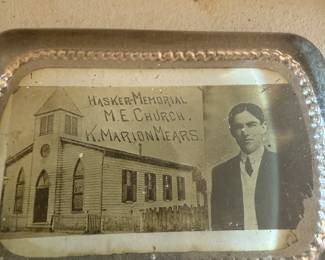 HASKER-MEMORIAL
M.E. CHURCH.
K. MARION MEARS.